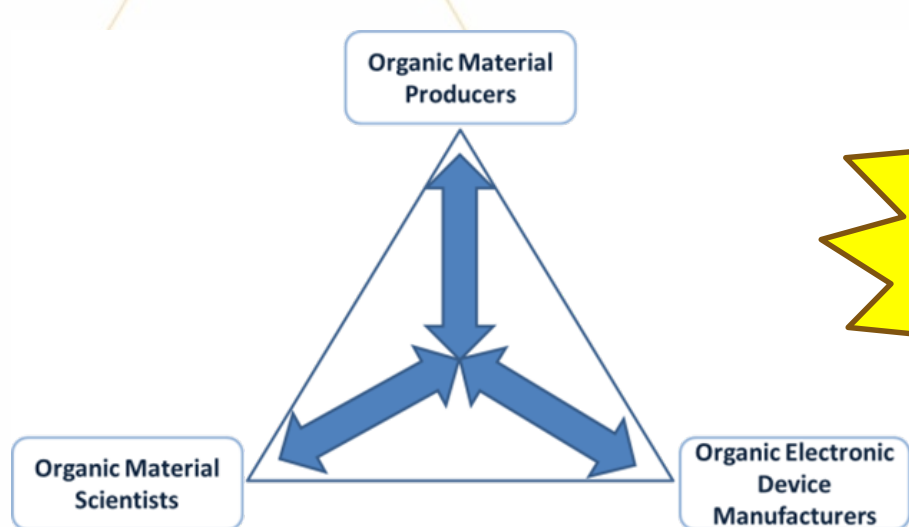 Organic Material
Producers
Organic Material
Scientists
Organic Electronic
Device
Manufacturers